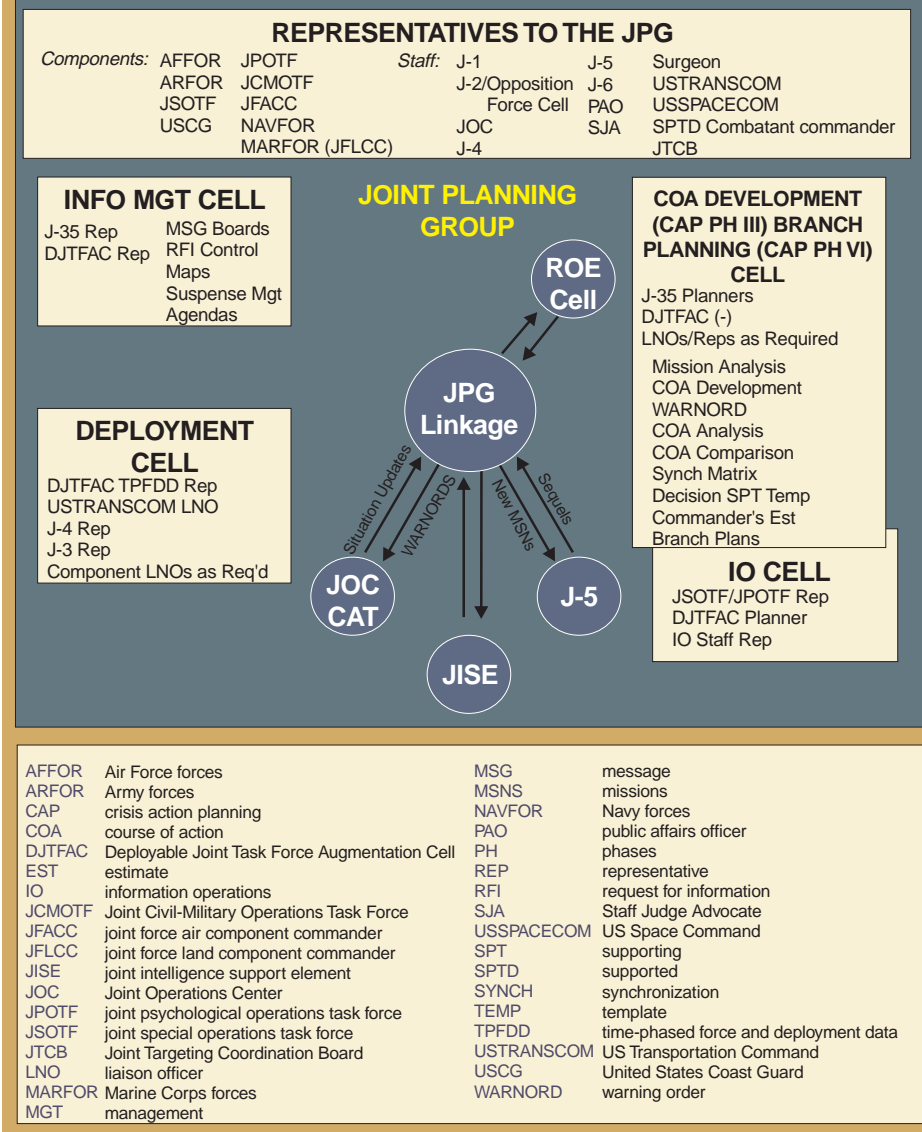 REPRESENTATIVES TO THE JPG
Components: AFFOR JPOTF Staff: J-1 J-5 Surgeon
ARFOR JCMOTF J-2/Opposition J-6 USTRANSCOM
JSOTF JFACC Force Cell PAO USSPACECOM
USCG NAVFOR JOC SJA SPTD Combatant commander
MARFOR (JFLCC) J-4 JTCB
INFO MGT CELL
J-35 Rep MSG Boards
DJTFAC Rep RFI Control
Maps
Suspense Mgt
Agendas
JOINT PLANNING
GROUP
COA DEVELOPMENT
(CAP PH III) BRANCH
PLANNING (CAP PH VI)
CELL
J-35 Planners
DJTFAC (-)
LNOs/Reps as Required
Mission Analysis
COA Development
WARNORD
COA Analysis
COA Comparison
Synch Matrix
Decision SPT Temp
Commander's Est
Branch Plans
ROE
Cell
JPG
Linkage
DEPLOYMENT
CELL
DJTFAC TPFDD Rep
USTRANSCOM LNO
J-4 Rep
J-3 Rep
Component LNOs as Req'd
Situation Updates
WARNORDS
New MSNs
Sequels
JOC
CAT
J-5
JISE
IO CELL
JSOTF/JPOTF Rep
DJTFAC Planner
IO Staff Rep
AFFOR Air Force forces
ARFOR Army forces
CAP crisis action planning
COA course of action
DJTFAC Deployable Joint Task Force Augmentation Cell
EST estimate
IO information operations
JCMOTF Joint Civil-Military Operations Task Force
JFACC joint force air component commander
JFLCC joint force land component commander
JISE joint intelligence support element
JOC Joint Operations Center
JPOTF joint psychological operations task force
JSOTF joint special operations task force
JTCB Joint Targeting Coordination Board
LNO liaison officer
MARFOR Marine Corps forces
MGT management
MSG message
MSNS missions
NAVFOR Navy forces
PAO public affairs officer
PH phases
REP representative
RFI request for information
SJA Staff Judge Advocate
USSPACECOM US Space Command
SPT supporting
SPTD supported
SYNCH synchronization
TEMP template
TPFDD time-phased force and deployment data
USTRANSCOM US Transportation Command
USCG United States Coast Guard
WARNORD warning order